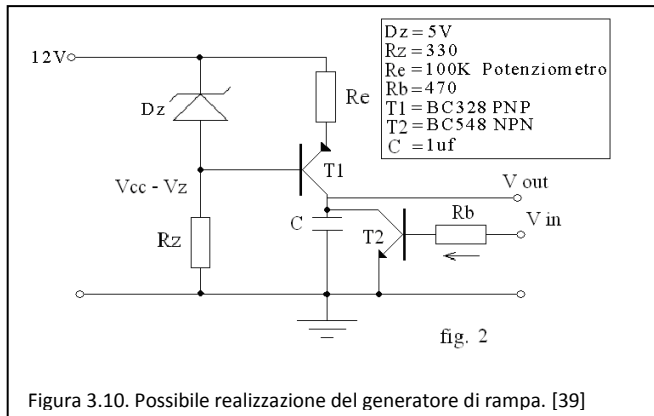 Dz=5V
Rz=330
Re=100K Potenziometro
Rb=470
T1=BC328 PNP
T2=BC548 NPN
C =1uf
12V
Dz
Re
T1
Vcc - Vz
V out
C
Rb
V in
Rz
T2
fig. 2
Figura 3.10. Possibile realizzazione del generatore di rampa. [39]